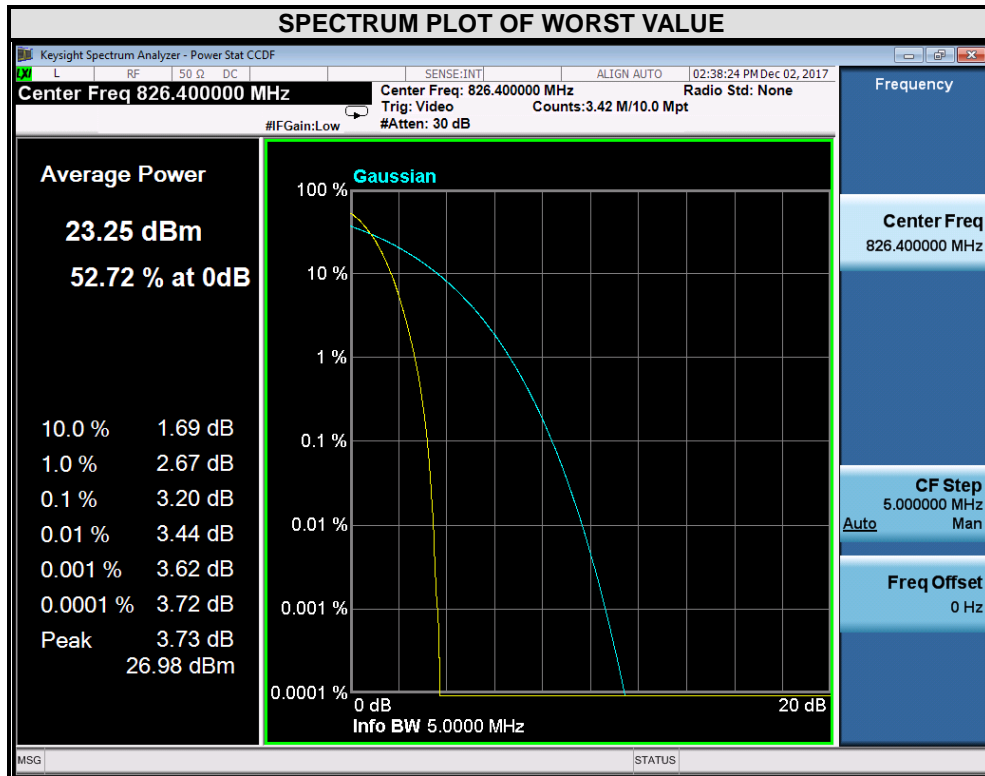 SPECTRUM PLOT OF WORST VALUE
Keysight Spectrum Analyzer - Power Stat CCDF
LXI L RF 50 Ω DC SENSE:INT ALIGN AUTO 02:38:24 PM Dec 02, 2017
Center Freq 826.400000 MHz
Center Freq: 826.400000 MHz Radio Std: None
Trig: Video Counts:3.42 M/10.0 Mpt
#IFGain:Low #Atten: 30 dB
Average Power
23.25 dBm
52.72 % at 0dB
10.0 % 1.69 dB
1.0 % 2.67 dB
0.1 % 3.20 dB
0.01 % 3.44 dB
0.001 % 3.62 dB
0.0001 % 3.72 dB
Peak 3.73 dB
26.98 dBm
Gaussian
100 %
10 %
1 %
0.1 %
0.01 %
0.001 %
0.0001 %
0 dB 20 dB
Info BW 5.0000 MHz
Frequency
Center Freq
826.400000 MHz
CF Step
5.000000 MHz
Auto Man
Freq Offset
0 Hz
MSG STATUS